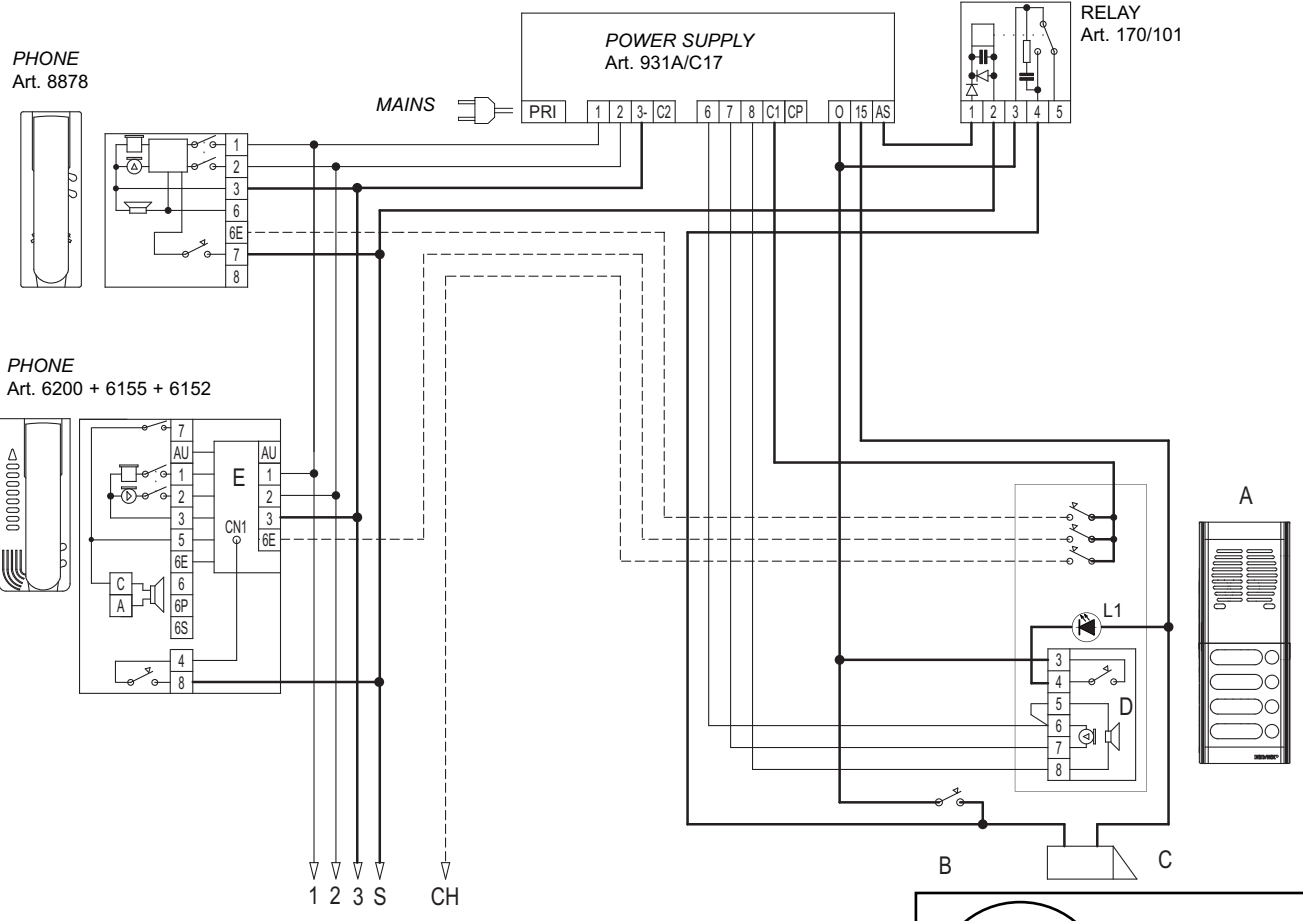 RELAY
Art. 170/101
POWER SUPPLY
Art. 931A/C17
PHONE
Art. 8878
MAINS
PRI 1 2 3- C2 6 7 8 C1 CP 0 15 AS
1 2 3 4 5
1
2
3
6
6E
7
8
PHONE
Art. 6200 + 6155 + 6152
7
AU
1
2
3
5
6E
6
6P
6S
4
8
E
CN1
AU
1
2
3
6E
C
A
A
L1
3
4
5
6
7
8
D
B
C
1 2 3 S CH